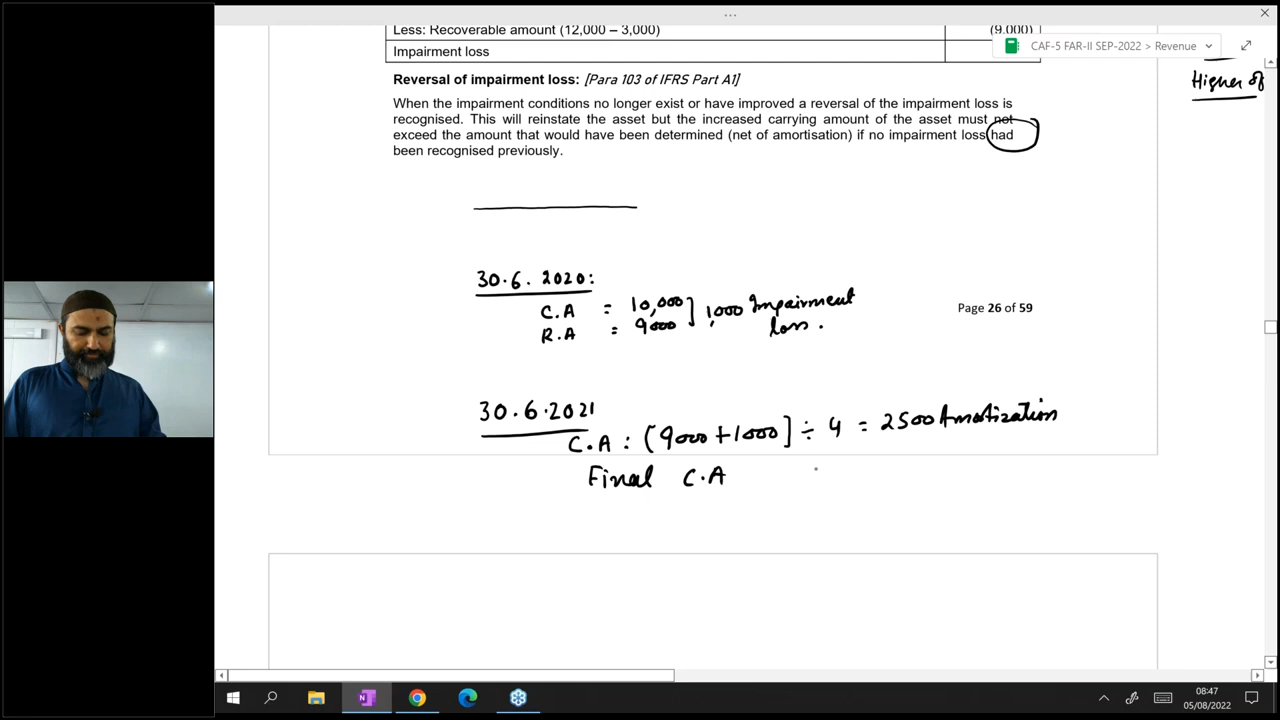 Less: Recoverable amount (12,000 – 3,000) (9,000)
CAF-5 FAR-II SEP-2022 > Revenue
Impairment loss
Higher of
Reversal of impairment loss: [Para 103 of IFRS Part A1]
When the impairment conditions no longer exist or have improved a reversal of the impairment loss is
recognised. This will reinstate the asset but the increased carrying amount of the asset must not
exceed the amount that would have been determined (net of amortisation) if no impairment loss had
been recognised previously.
30.6.2020:
C.A = 10,000 ] 1,000 Impairment
R.A = 9000 loss.
Page 26 of 59
30.6.2021
C.A : (9000+1000] ÷ 4 = 2500 Amotization
Final C.A
08:47
05/08/2022